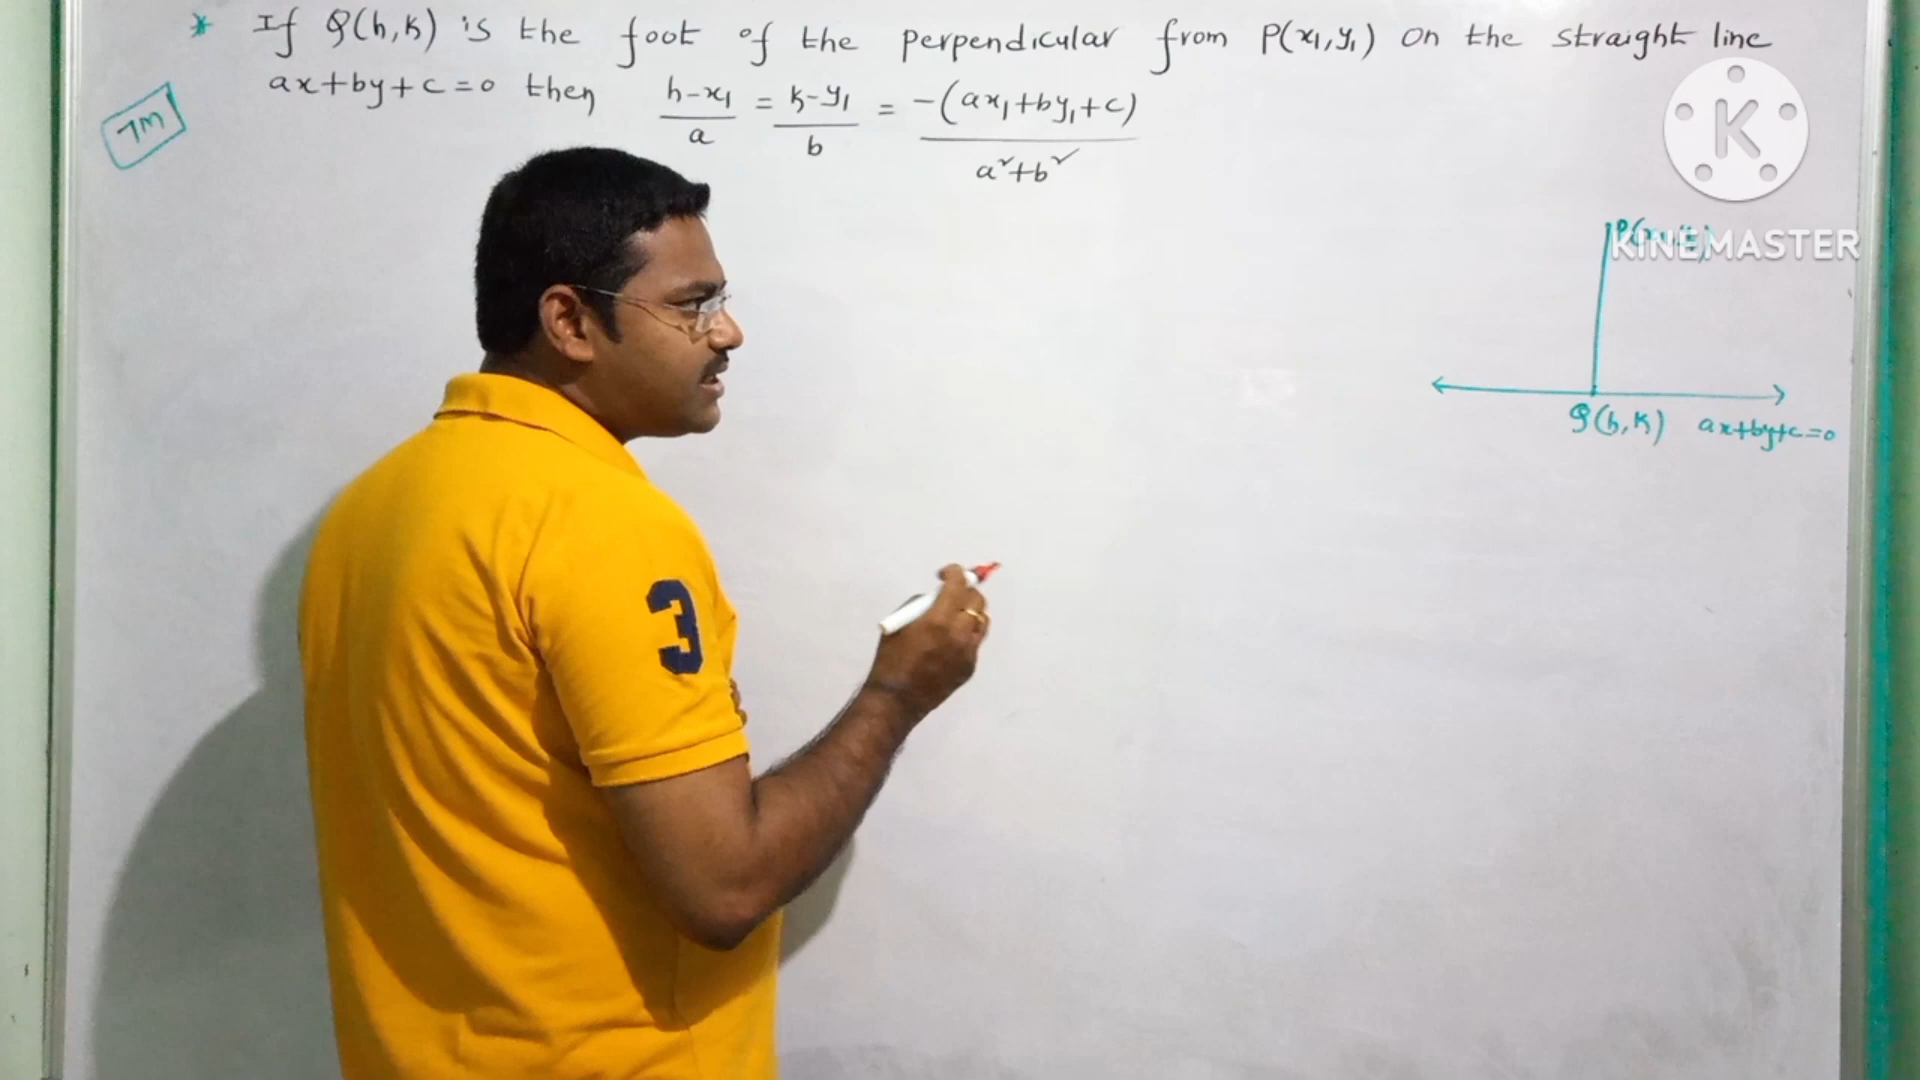 * If Q(h,k) is the foot of the perpendicular from P(x₁,y₁) on the straight line
ax+by+c=0 then h-x₁/a = k-y₁/b = -(ax₁+by₁+c)/a²+b²
7M
K
KINEMASTER
Q(h,k) ax+by+c=0
3